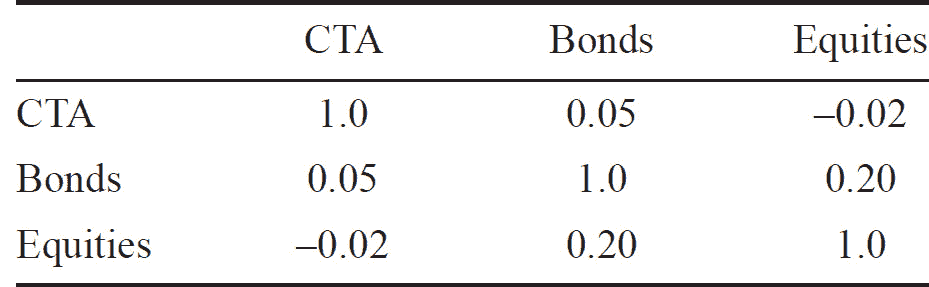 CTA Bonds Equities
CTA 1.0 0.05 –0.02
Bonds 0.05 1.0 0.20
Equities –0.02 0.20 1.0